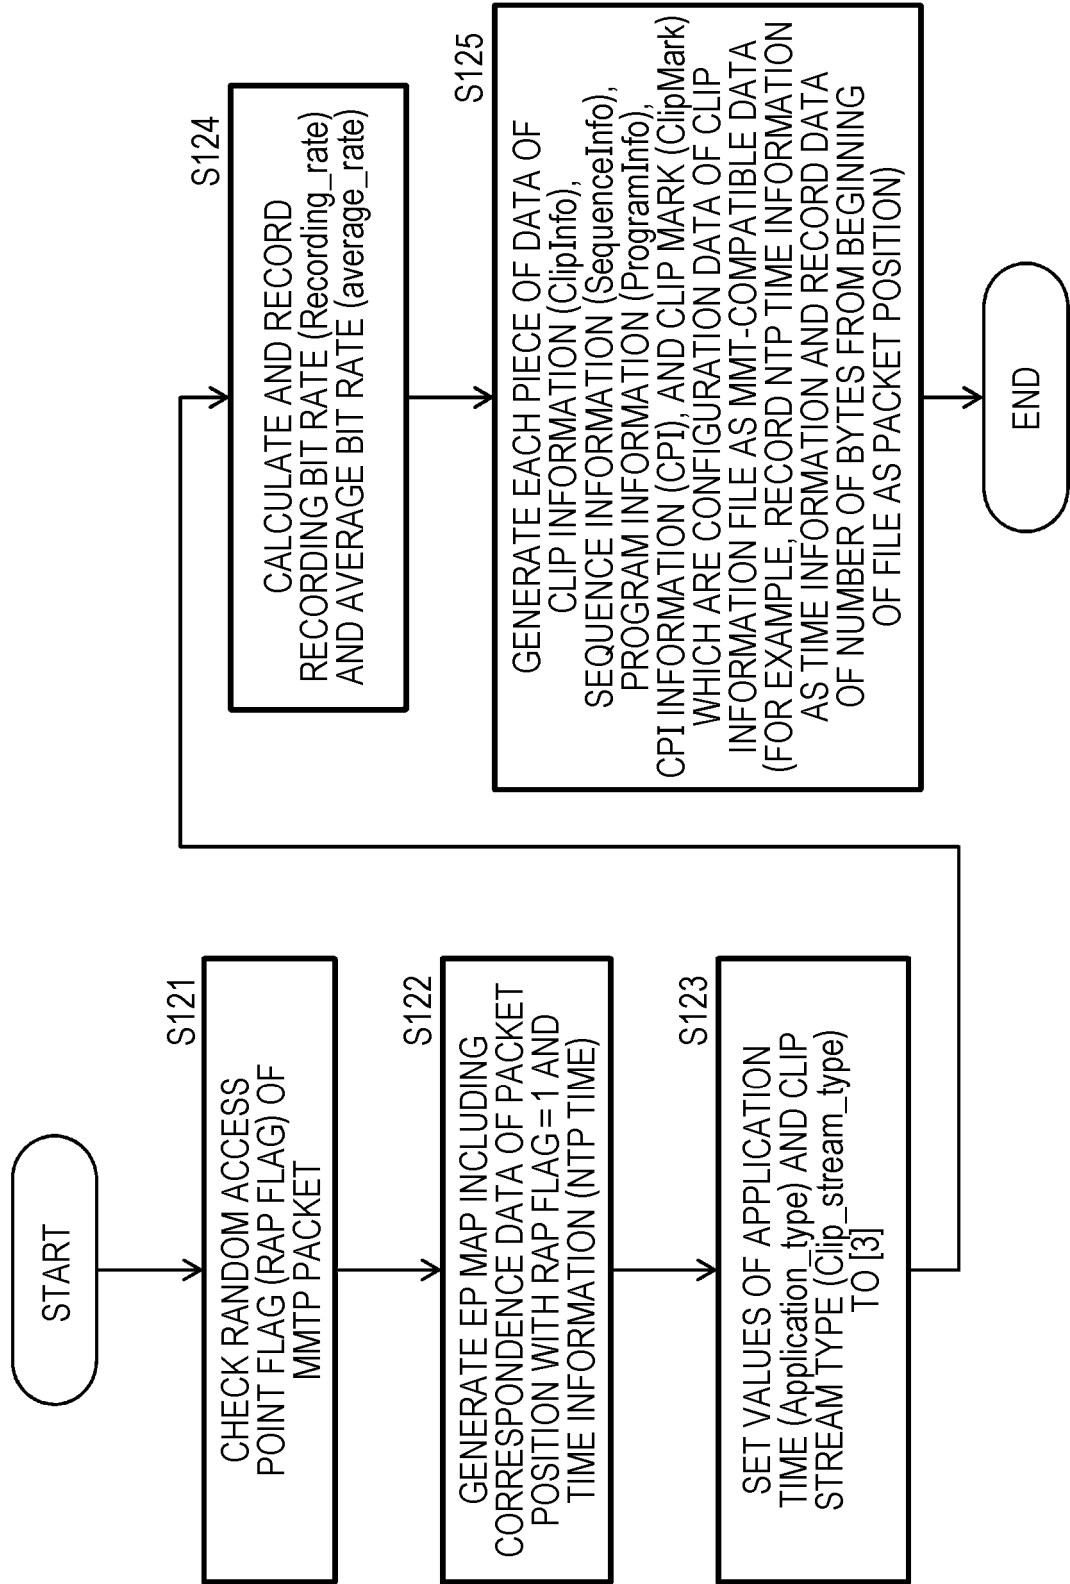 START
S121
CHECK RANDOM ACCESS
POINT FLAG (RAP FLAG) OF
MMTP PACKET
S122
GENERATE EP MAP INCLUDING
CORRESPONDENCE DATA OF PACKET
POSITION WITH RAP FLAG = 1 AND
TIME INFORMATION (NTP TIME)
S123
SET VALUES OF APPLICATION
TIME (Application_type) AND CLIP
STREAM TYPE (Clip_stream_type)
TO [3]
S124
CALCULATE AND RECORD
RECORDING BIT RATE (Recording_rate)
AND AVERAGE BIT RATE (average_rate)
S125
GENERATE EACH PIECE OF DATA OF
CLIP INFORMATION (ClipInfo),
SEQUENCE INFORMATION (SequenceInfo),
PROGRAM INFORMATION (ProgramInfo),
CPI INFORMATION (CPI), AND CLIP MARK (ClipMark)
WHICH ARE CONFIGURATION DATA OF CLIP
INFORMATION FILE AS MMT-COMPATIBLE DATA
(FOR EXAMPLE, RECORD NTP TIME INFORMATION
AS TIME INFORMATION AND RECORD DATA
OF NUMBER OF BYTES FROM BEGINNING
OF FILE AS PACKET POSITION)
END